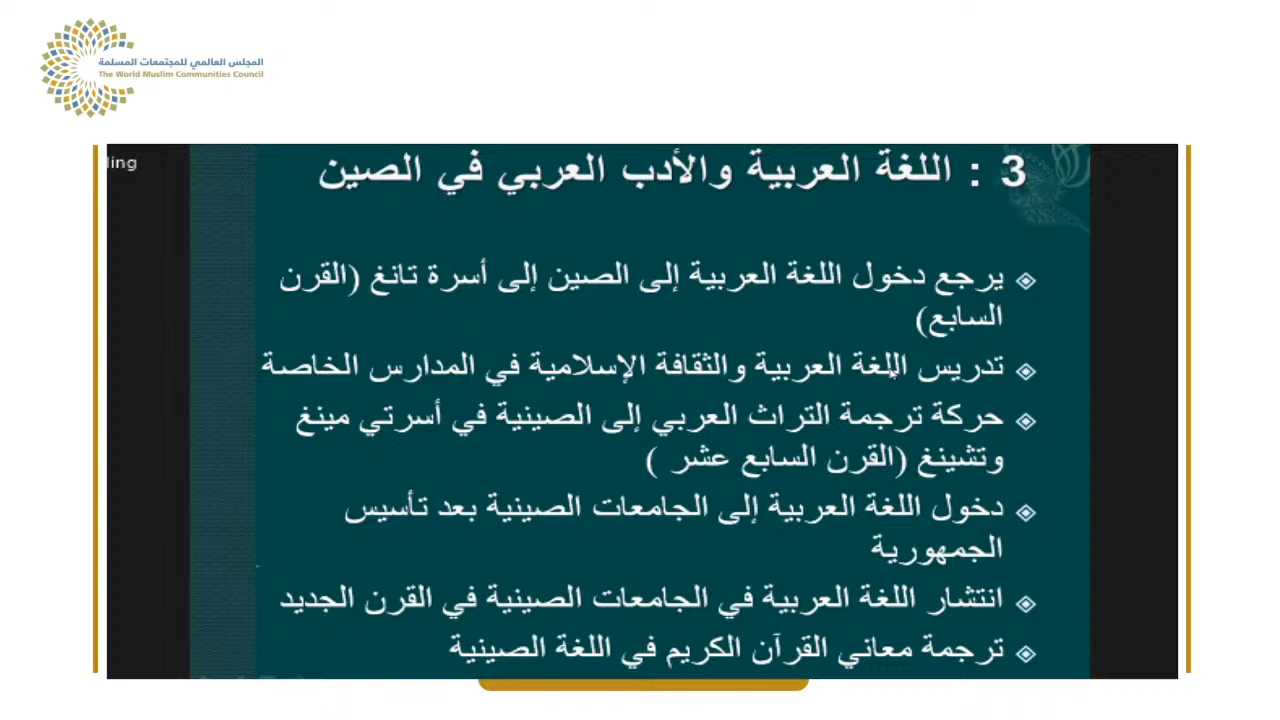 المجلس العالمي للمجتمعات المسلمة
The World Muslim Communities Council
ling
3 : اللغة العربية والأدب العربي في الصين
يرجع دخول اللغة العربية إلى الصين إلى أسرة تانغ (القرن
السابع)
تدريس اللغة العربية والثقافة الإسلامية في المدارس الخاصة
حركة ترجمة التراث العربي إلى الصينية في أسرتي مينغ
وتشينغ (القرن السابع عشر )
دخول اللغة العربية إلى الجامعات الصينية بعد تأسيس
الجمهورية
انتشار اللغة العربية في الجامعات الصينية في القرن الجديد
ترجمة معاني القرآن الكريم في اللغة الصينية